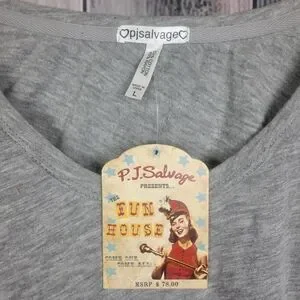 ♡pjsalvage♡
L
P.J. Salvage
PRESENTS...
THE
FUN
HOUSE
COME ONE,
COME ALL!
MSRP $ 78.00